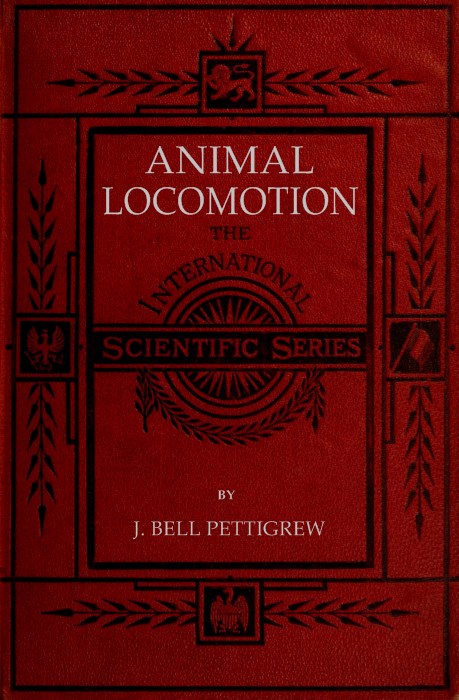 ANIMAL
LOCOMOTION
THE
INTERNATIONAL
SCIENTIFIC SERIES
BY
J. BELL PETTIGREW